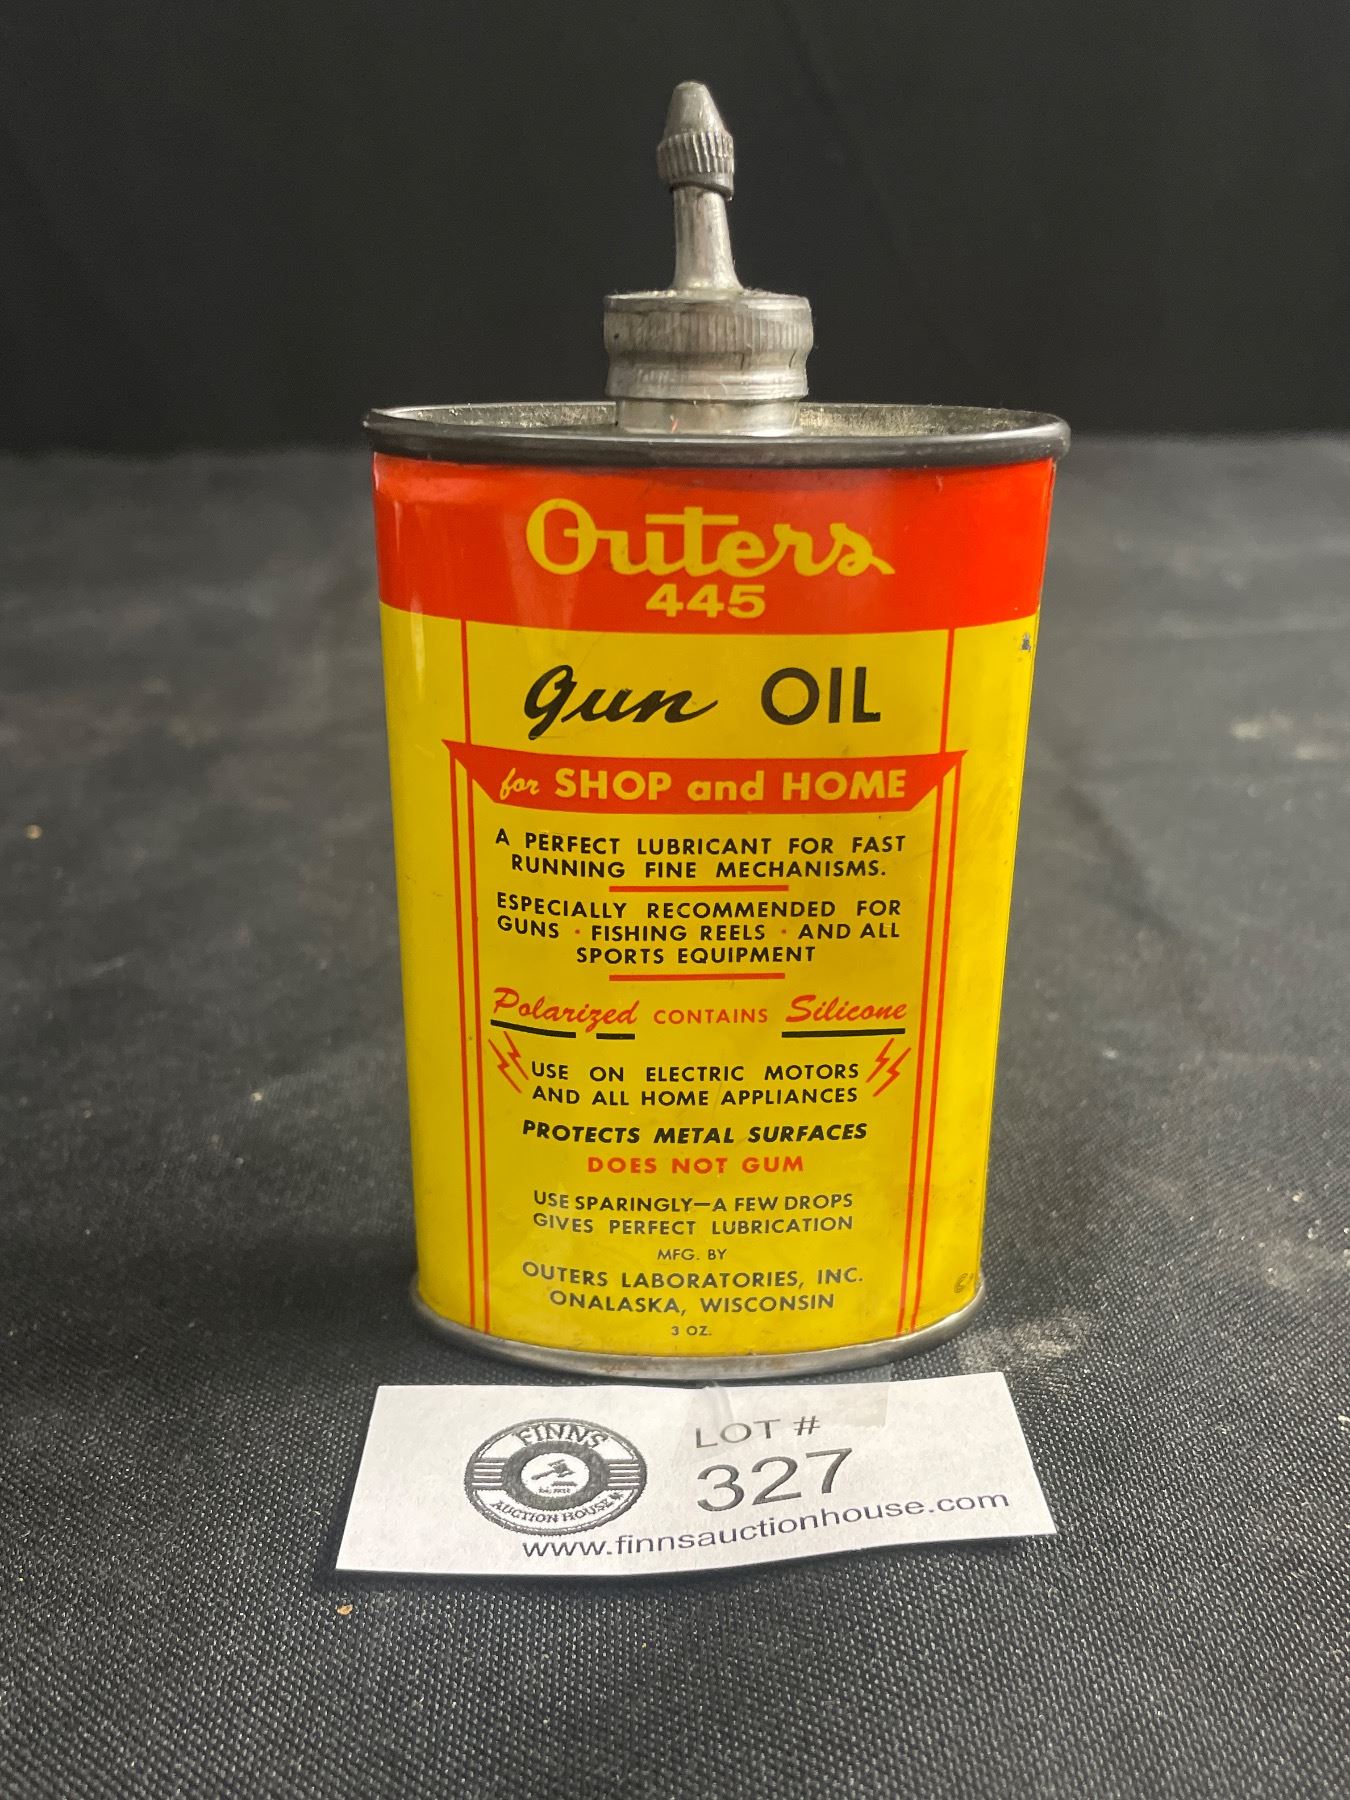 Outers
445
Gun OIL
for SHOP and HOME
A PERFECT LUBRICANT FOR FAST
RUNNING FINE MECHANISMS.
ESPECIALLY RECOMMENDED FOR
GUNS · FISHING REELS · AND ALL
SPORTS EQUIPMENT
Polarized CONTAINS Silicone
USE ON ELECTRIC MOTORS
AND ALL HOME APPLIANCES
PROTECTS METAL SURFACES
DOES NOT GUM
USE SPARINGLY—A FEW DROPS
GIVES PERFECT LUBRICATION
MFG. BY
OUTERS LABORATORIES, INC.
ONALASKA, WISCONSIN
3 OZ.
FINNS
AUCTION HOUSE
LOT #
327
www.finnsauctionhouse.com